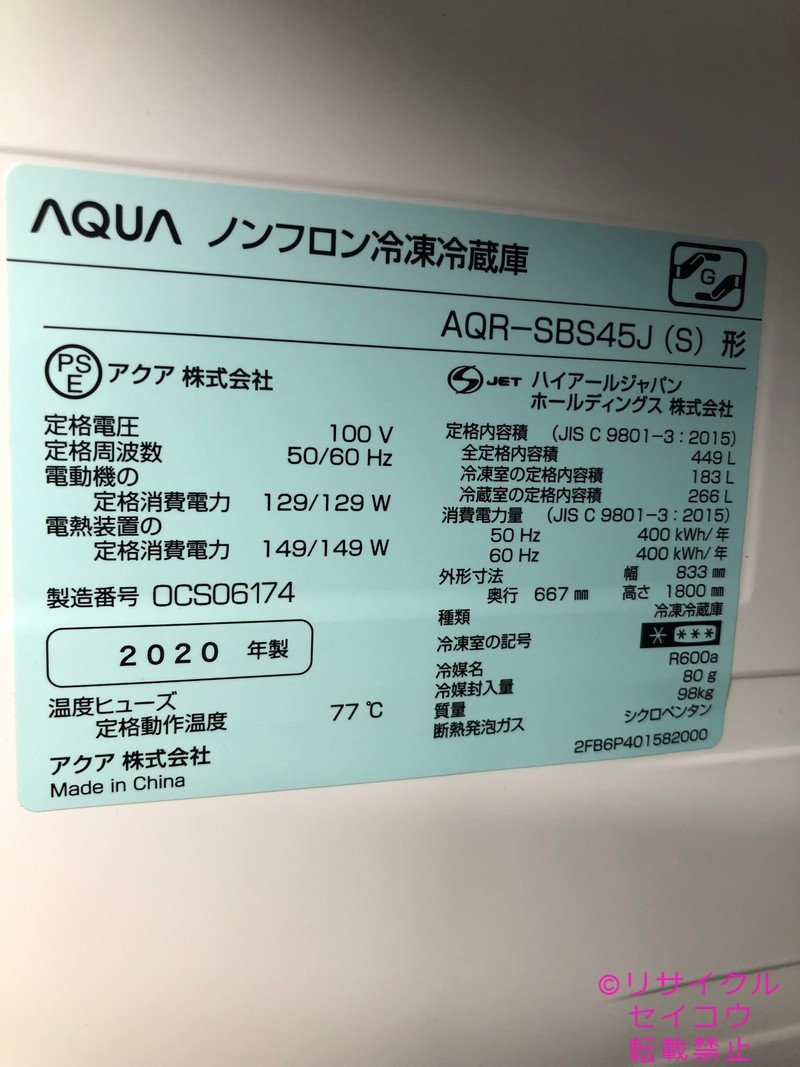 AQUA ノンフロン冷凍冷蔵庫
G
AQR-SBS45J (S) 形
PS
E
アクア 株式会社
定格電圧 100 V
定格周波数 50/60 Hz
電動機の
定格消費電力 129/129 W
電熱装置の
定格消費電力 149/149 W
製造番号 0CS06174
2020 年製
温度ヒューズ
定格動作温度 77 ℃
アクア 株式会社
Made in China
S JET ハイアールジャパン
ホールディングス 株式会社
定格内容積 (JIS C 9801-3 : 2015)
全定格内容積 449 L
冷凍室の定格内容積 183 L
冷蔵室の定格内容積 266 L
消費電力量 (JIS C 9801-3 : 2015)
50 Hz 400 kWh/年
60 Hz 400 kWh/年
外形寸法 幅 833 ㎜
奥行 667 ㎜ 高さ 1800 ㎜
種類 冷凍冷蔵庫
冷凍室の記号 * ***
冷媒名 R600a
冷媒封入量 80 g
質量 98kg
断熱発泡ガス シクロペンタン
2FB6P401582000
©リサイクル
セイコウ
転載禁止